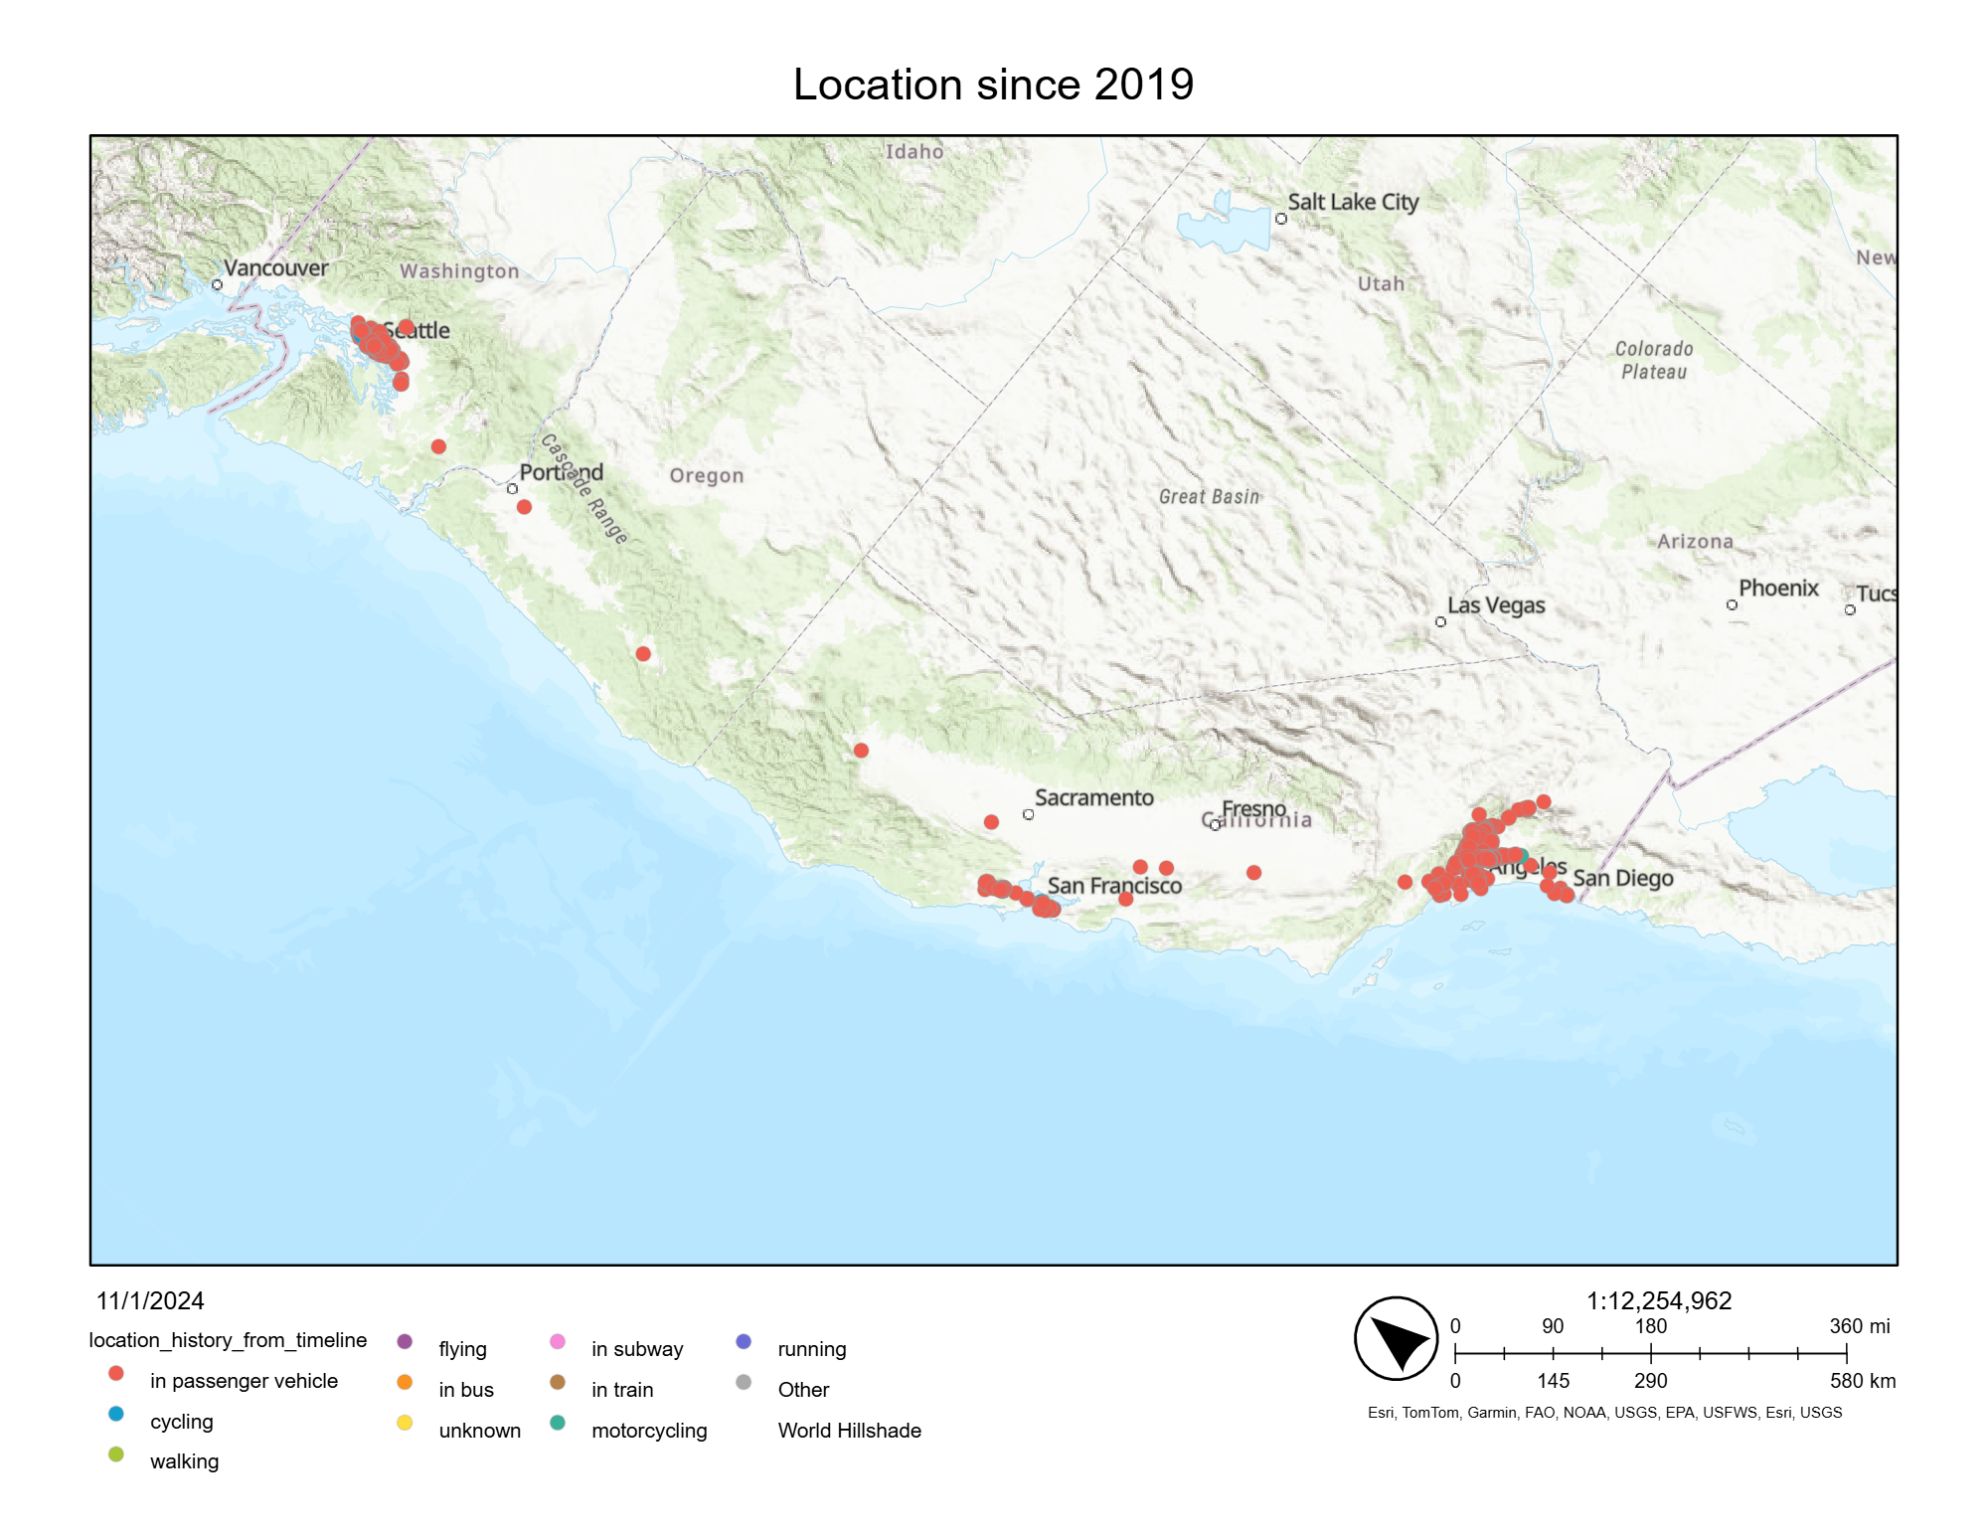 Location since 2019
Idaho
Salt Lake City
New
Vancouver
Washington
Utah
Seattle
Colorado
Plateau
Portland
Cascade Range
Oregon
Great Basin
Arizona
Phoenix
Tucs
Las Vegas
Sacramento
Fresno
California
San Francisco
Angeles
San Diego
11/1/2024
location_history_from_timeline
in passenger vehicle
cycling
walking
flying
in bus
unknown
in subway
in train
motorcycling
running
Other
World Hillshade
1:12,254,962
0 90 180 360 mi
0 145 290 580 km
Esri, TomTom, Garmin, FAO, NOAA, USGS, EPA, USFWS, Esri, USGS